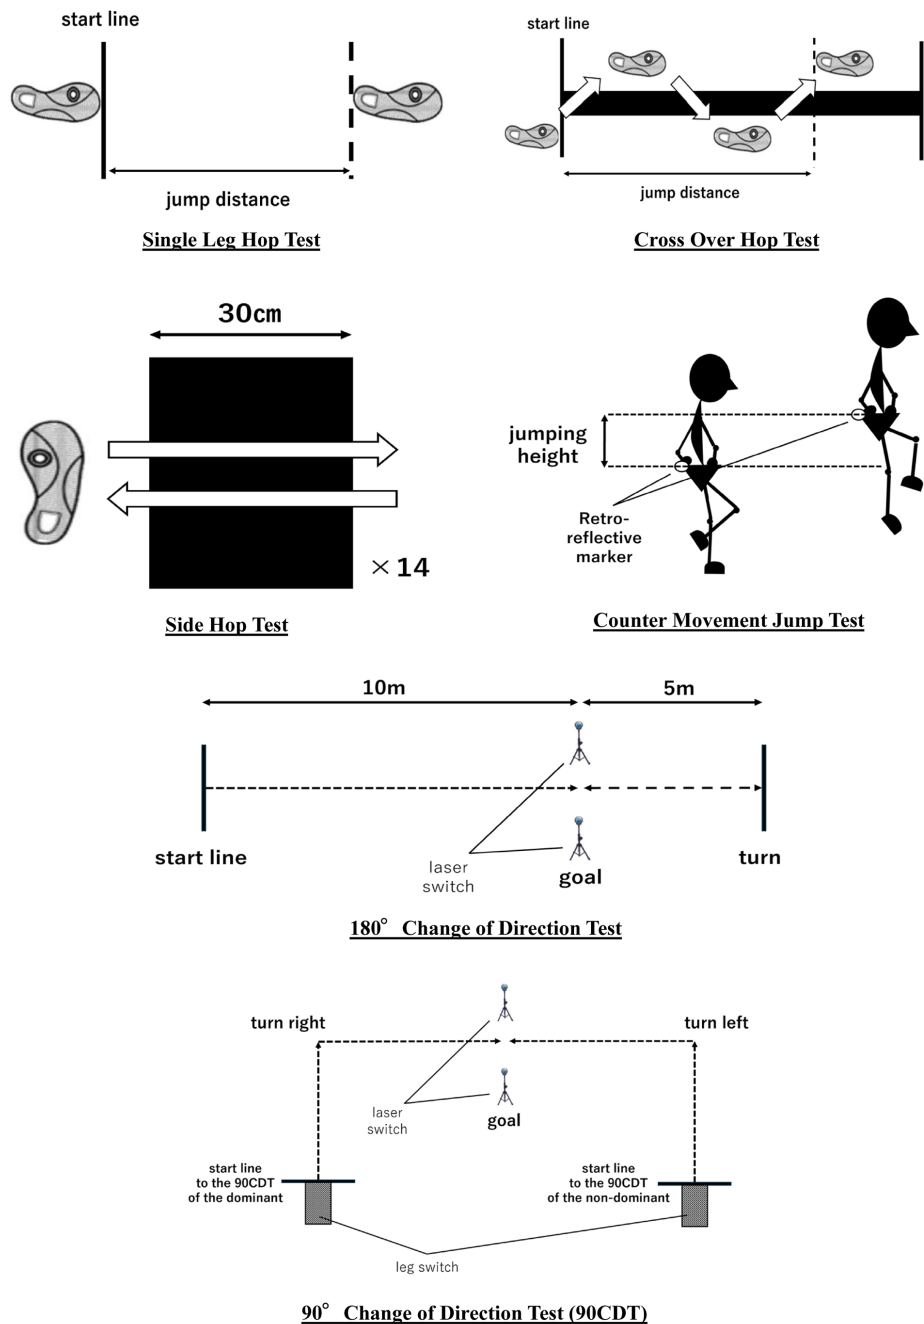 start line
jump distance
Single Leg Hop Test
start line
jump distance
Cross Over Hop Test
30cm
×14
Side Hop Test
jumping
height
Retro-
reflective
marker
Counter Movement Jump Test
10m
5m
start line
laser
switch
goal
turn
180° Change of Direction Test
turn right
turn left
laser
switch
goal
start line
to the 90CDT
of the dominant
start line
to the 90CDT
of the non-dominant
leg switch
90° Change of Direction Test (90CDT)